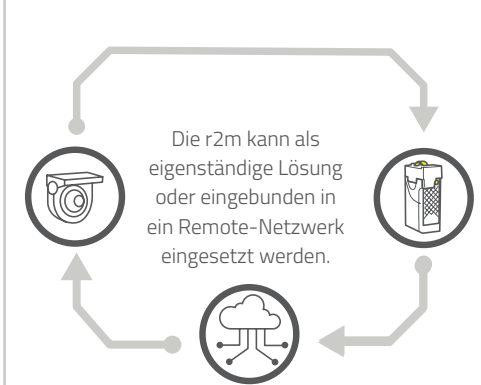 Die r2m kann als
eigenständige Lösung
oder eingebunden in
ein Remote-Netzwerk
eingesetzt werden.